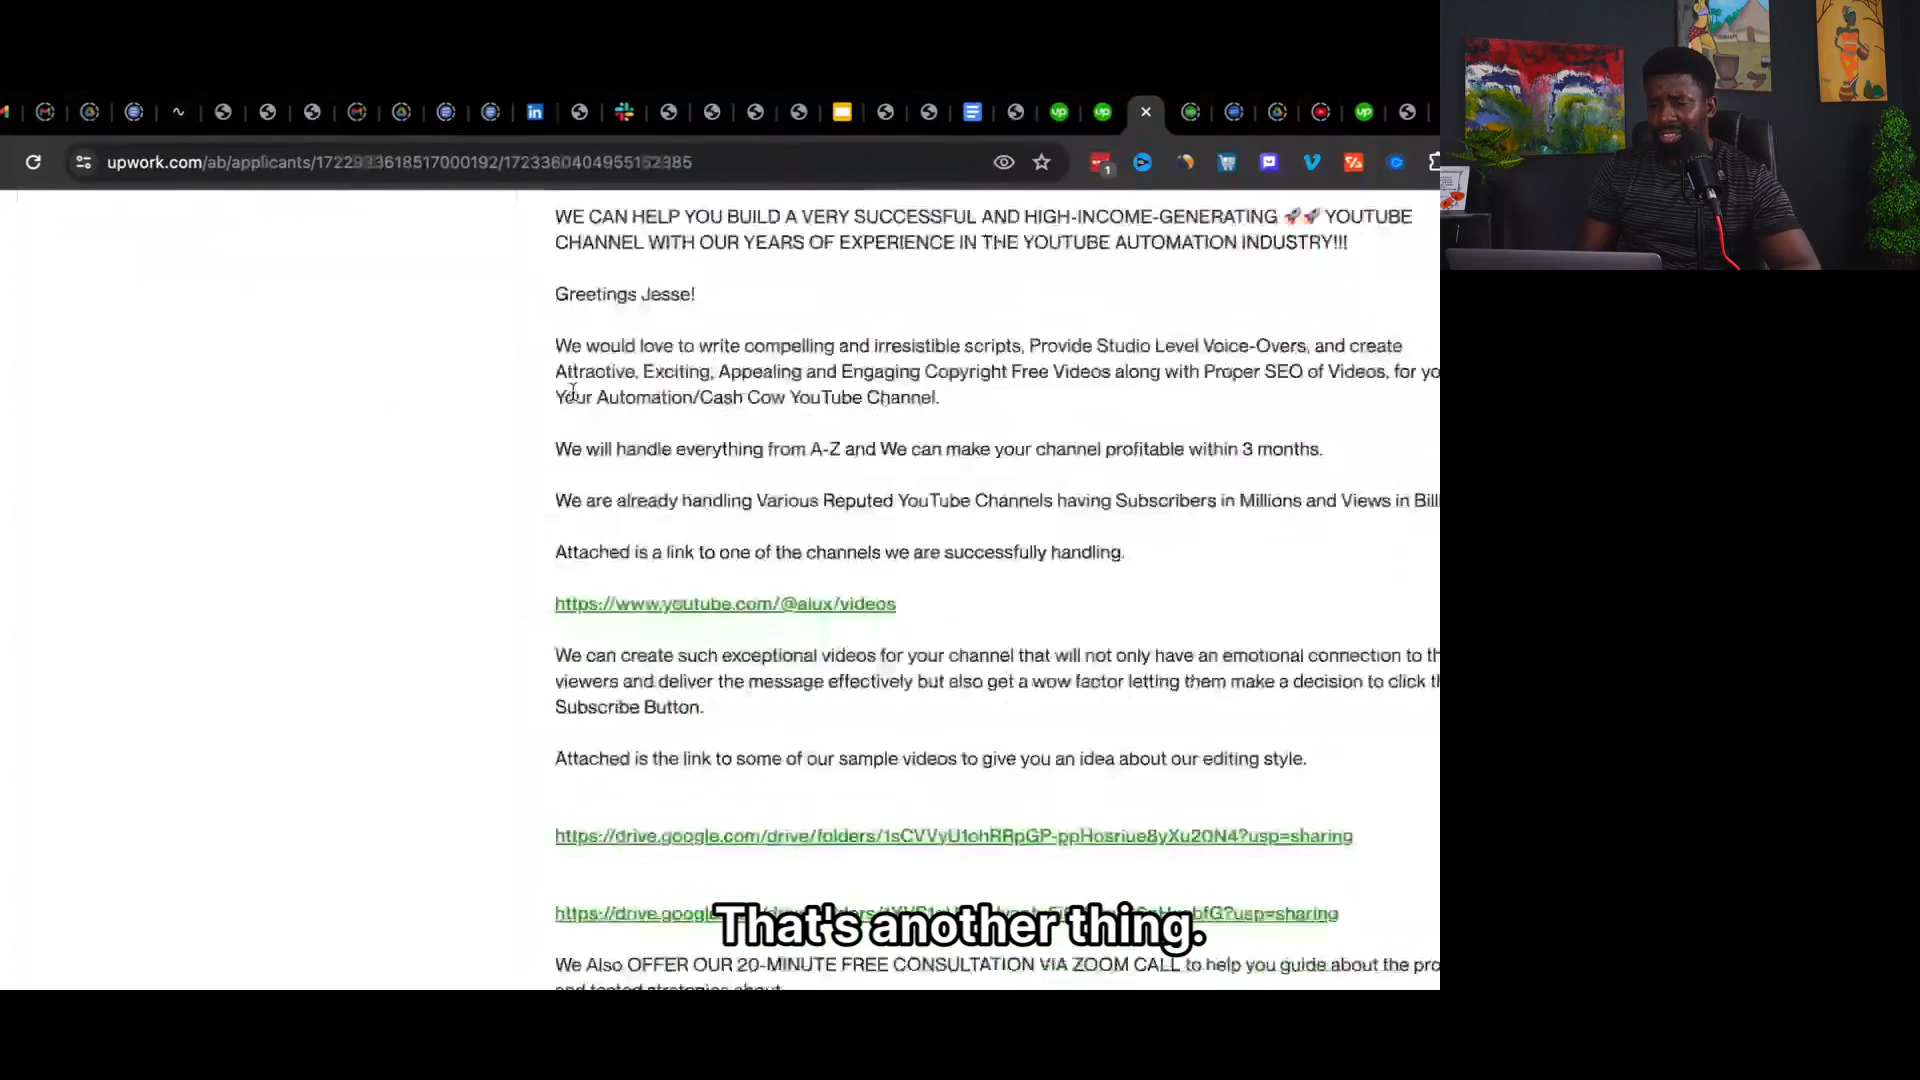 upwork.com/ab/applicants/
WE CAN HELP YOU BUILD A VERY SUCCESSFUL AND HIGH-INCOME-GENERATING 🚀🚀 YOUTUBE
CHANNEL WITH OUR YEARS OF EXPERIENCE IN THE YOUTUBE AUTOMATION INDUSTRY!!!
Greetings Jesse!
We would love to write compelling and irresistible scripts, Provide Studio Level Voice-Overs, and create
Attractive, Exciting, Appealing and Engaging Copyright Free Videos along with Proper SEO of Videos, for yo
Your Automation/Cash Cow YouTube Channel.
We will handle everything from A-Z and We can make your channel profitable within 3 months.
We are already handling Various Reputed YouTube Channels having Subscribers in Millions and Views in Bill
Attached is a link to one of the channels we are successfully handling.
https://www.youtube.com/@alux/videos
We can create such exceptional videos for your channel that will not only have an emotional connection to th
viewers and deliver the message effectively but also get a wow factor letting them make a decision to click th
Subscribe Button.
Attached is the link to some of our sample videos to give you an idea about our editing style.
https://drive.google.com/drive/folders/1sCVVyU1ohRRpGP-ppHosriue8yXu20N4?usp=sharing
https://drive.google ?usp=sharing
That's another thing.
We Also OFFER OUR 20-MINUTE FREE CONSULTATION VIA ZOOM CALL to help you guide about the pro